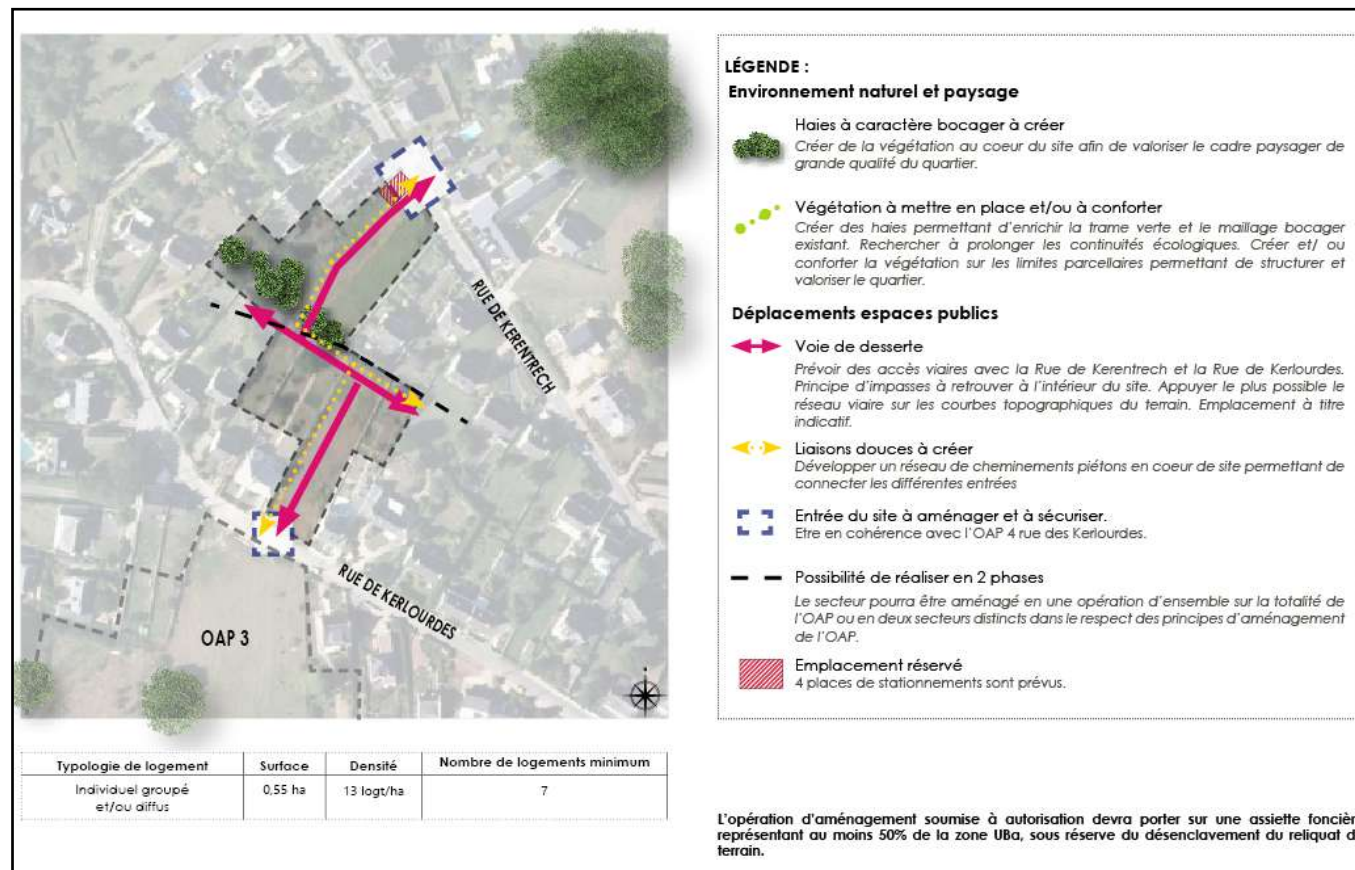 LÉGENDE :
Environnement naturel et paysage
Haies à caractère bocager à créer
Créer de la végétation au coeur du site afin de valoriser le cadre paysager de
grande qualité du quartier.
Végétation à mettre en place et/ou à conforter
Créer des haies permettant d'enrichir la trame verte et le maillage bocager
existant. Rechercher à prolonger les continuités écologiques. Créer et/ ou
conforter la végétation sur les limites parcellaires permettant de structurer et
valoriser le quartier.
Déplacements espaces publics
Voie de desserte
Prévoir des accès viaires avec la Rue de Kerentrech et la Rue de Kerlourdes.
Principe d'impasses à retrouver à l'intérieur du site. Appuyer le plus possible le
réseau viaire sur les courbes topographiques du terrain. Emplacement à titre
indicatif.
Liaisons douces à créer
Développer un réseau de cheminements piétons en coeur de site permettant de
connecter les différentes entrées
Entrée du site à aménager et à sécuriser.
Etre en cohérence avec l'OAP 4 rue des Kerlourdes.
Possibilité de réaliser en 2 phases
Le secteur pourra être aménagé en une opération d'ensemble sur la totalité de
l'OAP ou en deux secteurs distincts dans le respect des principes d'aménagement
de l'OAP.
Emplacement réservé
4 places de stationnements sont prévus.
RUE DE KERENTRECH
RUE DE KERLOURDES
OAP 3
Typologie de logement Surface Densité Nombre de logements minimum
Individuel groupé 0,55 ha 13 logt/ha 7
et/ou diffus
L'opération d'aménagement soumise à autorisation devra porter sur une assiette foncièr
représentant au moins 50% de la zone UBa, sous réserve du désenclavement du reliquat d
terrain.